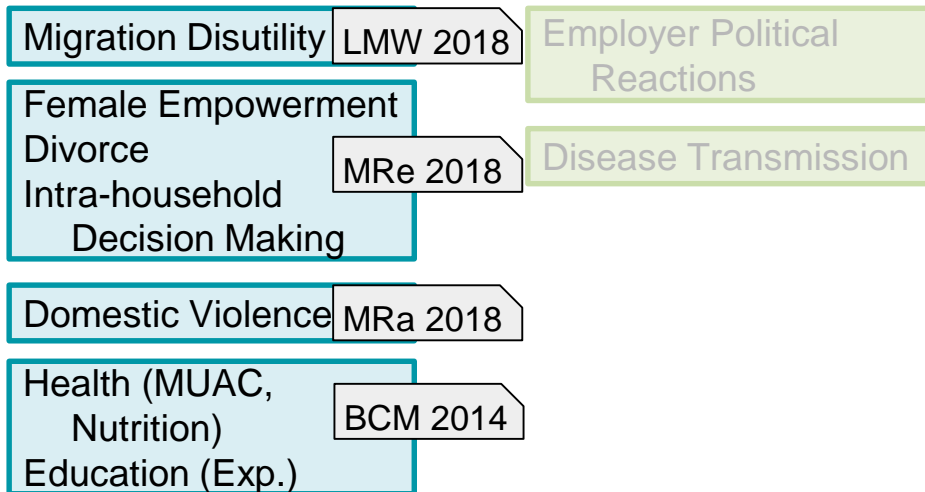 Migration Disutility
LMW 2018
Employer Political
Reactions
Female Empowerment
Divorce
Intra-household
Decision Making
MRe 2018
Disease Transmission
Domestic Violence
MRa 2018
Health (MUAC,
Nutrition)
Education (Exp.)
BCM 2014